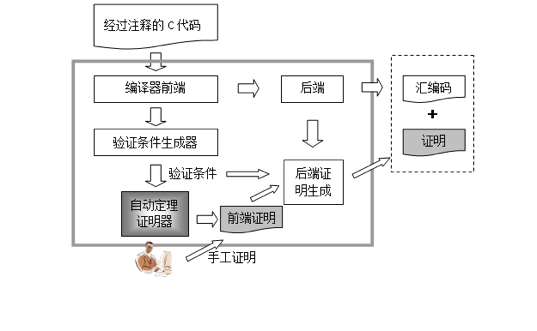 经过注释的C代码
编译器前端
后端
汇编码
+
证明
验证条件生成器
验证条件
后端证
明生成
自动定理
证明器
前端证明
手工证明